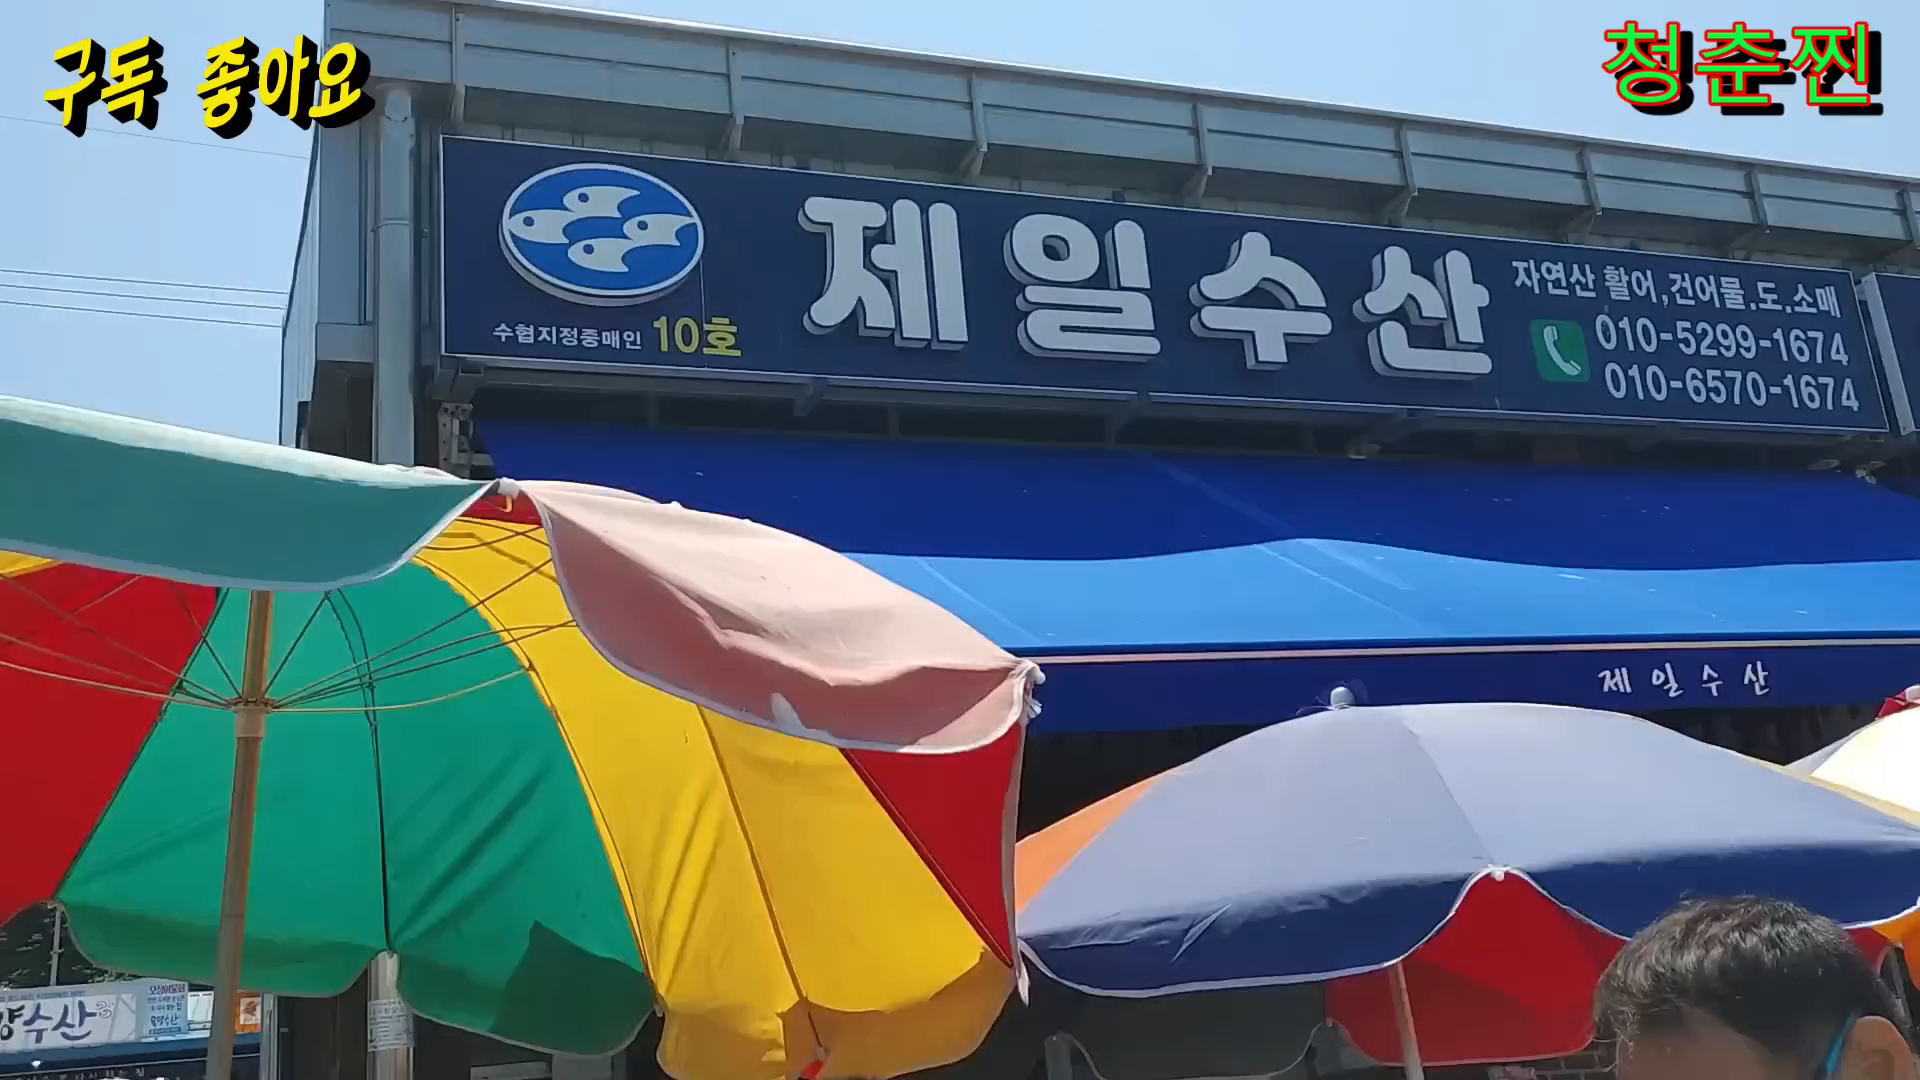 구독 좋아요
청춘찐
제일수산
수협지정중매인 10호
자연산 활어,건어물.도.소매
010-5299-1674
010-6570-1674
제일수산
수산